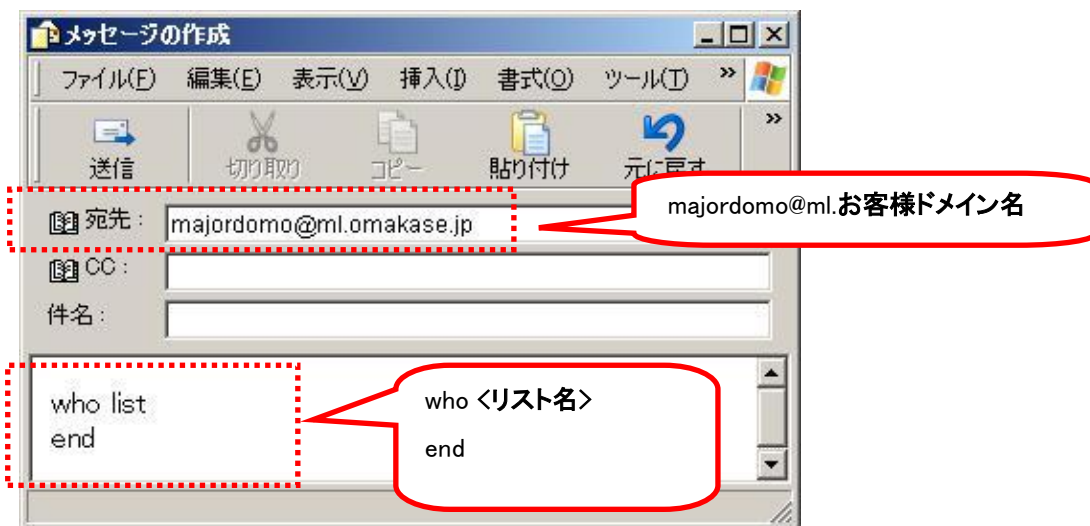 メッセージの作成
ファイル(F) 編集(E) 表示(V) 挿入(I) 書式(O) ツール(T) »
送信 切り取り コピー 貼り付け 元に戻す »
宛先: majordomo@ml.omakase.jp
majordomo@ml.お客様ドメイン名
CC:
件名:
who list
end
who <リスト名>
end